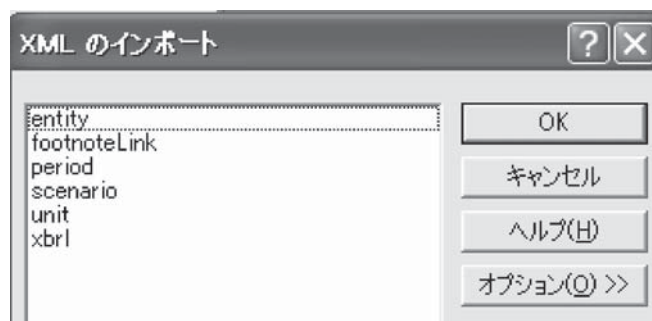 XML のインポート
entity
footnoteLink
period
scenario
unit
xbrl
OK
キャンセル
ヘルプ(H)
オプション(O) >>